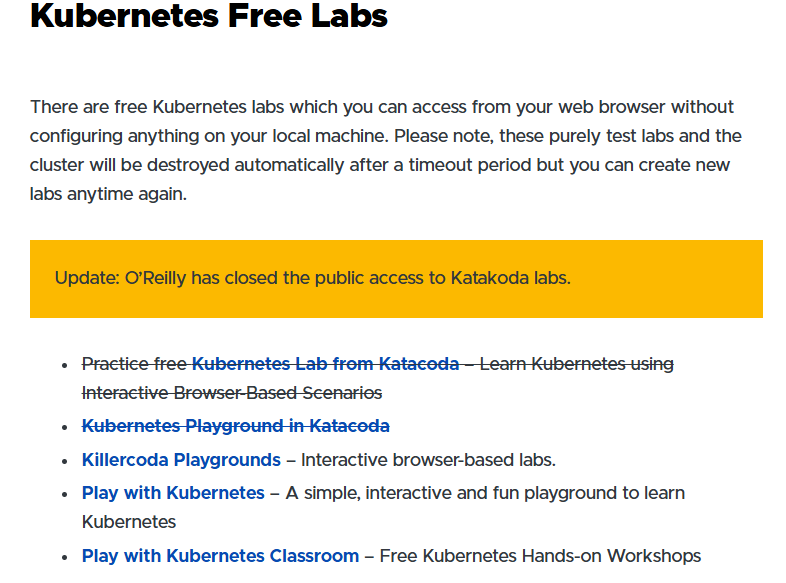 Kubernetes Free Labs
There are free Kubernetes labs which you can access from your web browser without
configuring anything on your local machine. Please note, these purely test labs and the
cluster will be destroyed automatically after a timeout period but you can create new
labs anytime again.
Update: O’Reilly has closed the public access to Katakoda labs.
Practice free Kubernetes Lab from Katacoda – Learn Kubernetes using
Interactive Browser-Based Scenarios
Kubernetes Playground in Katacoda
Killercoda Playgrounds – Interactive browser-based labs.
Play with Kubernetes – A simple, interactive and fun playground to learn
Kubernetes
Play with Kubernetes Classroom – Free Kubernetes Hands-on Workshops